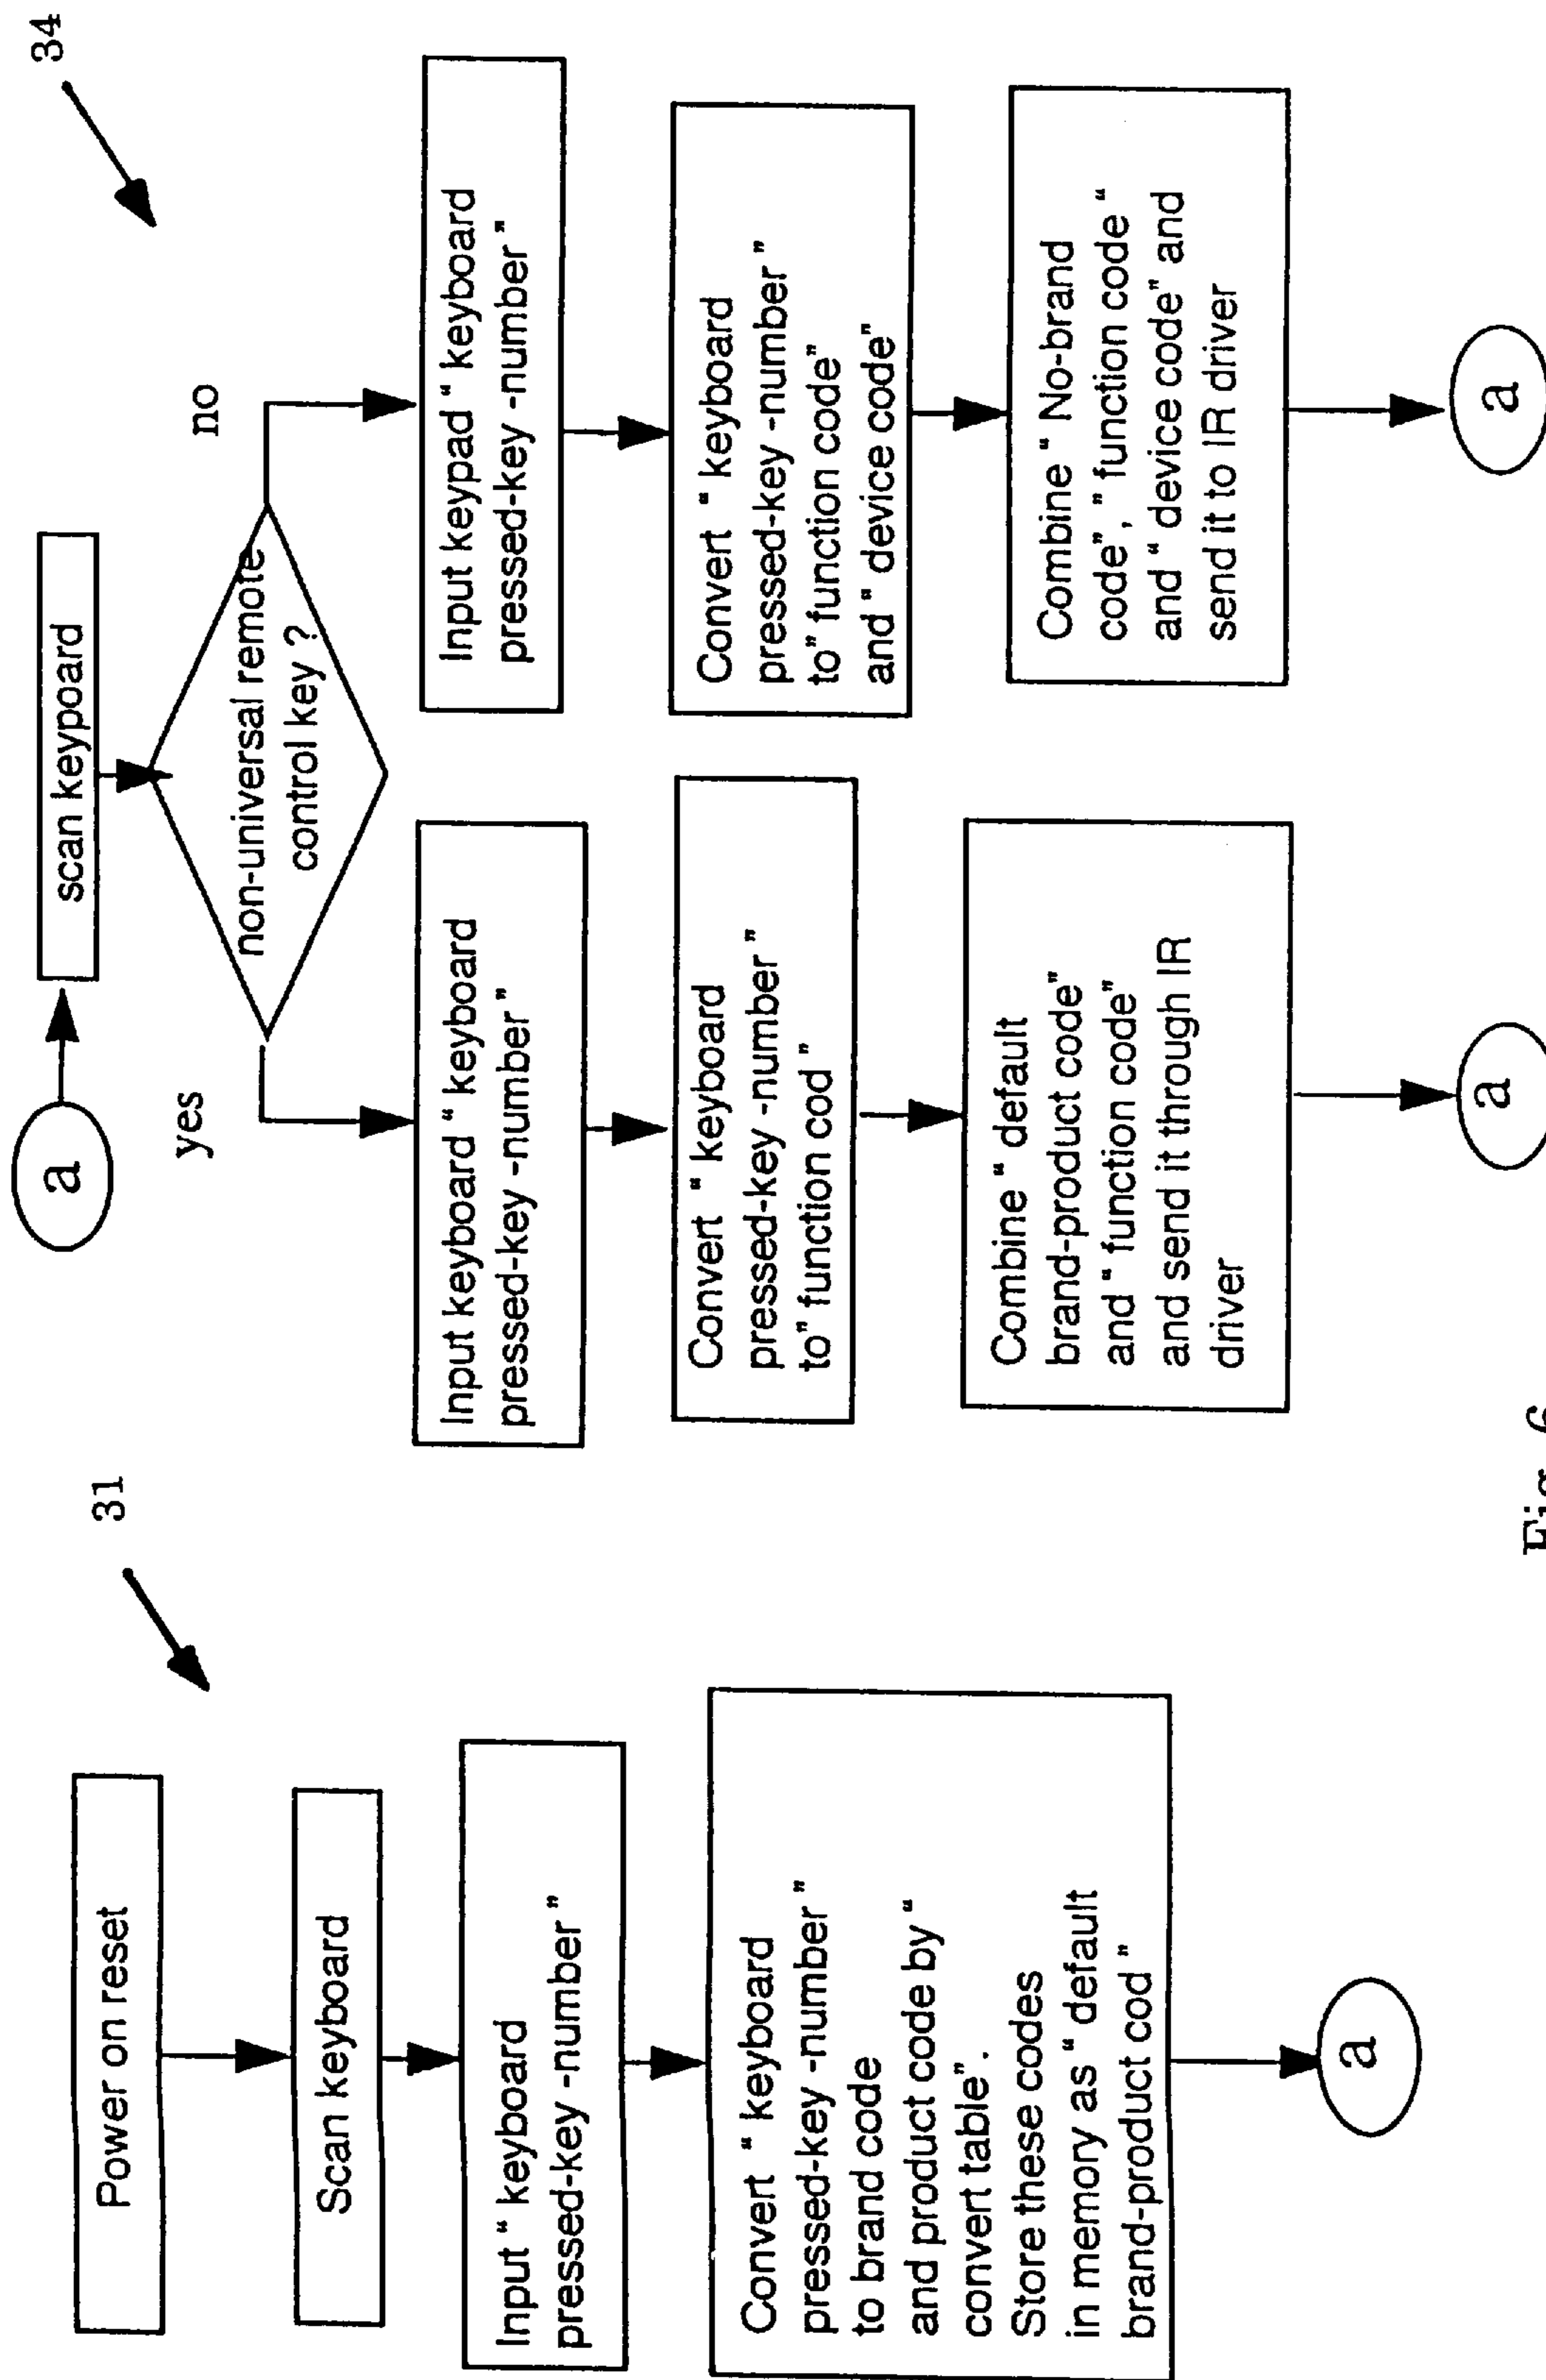 31
Power on reset
Scan keyboard
Input “ keyboard
pressed-key -number ”
Convert “ keyboard
pressed-key -number ”
to brand code
and product code by “
convert table”.
Store these codes
in memory as “ default
brand-product cod ”
a
34
a
scan keypoard
non-universal remote
control key ?
yes
no
Input keyboard “ keyboard
pressed-key -number ”
Convert “ keyboard
pressed-key -number ”
to” function cod ”
Combine “ default
brand-product code”
and “ function code”
and send it through IR
driver
a
Input keypad “ keyboard
pressed-key -number ”
Convert “ keyboard
pressed-key -number ”
to” function code”
and “ device code”
Combine “ No-brand
code”, ” function code “
and “ device code” and
send it to IR driver
a
Fig. 6